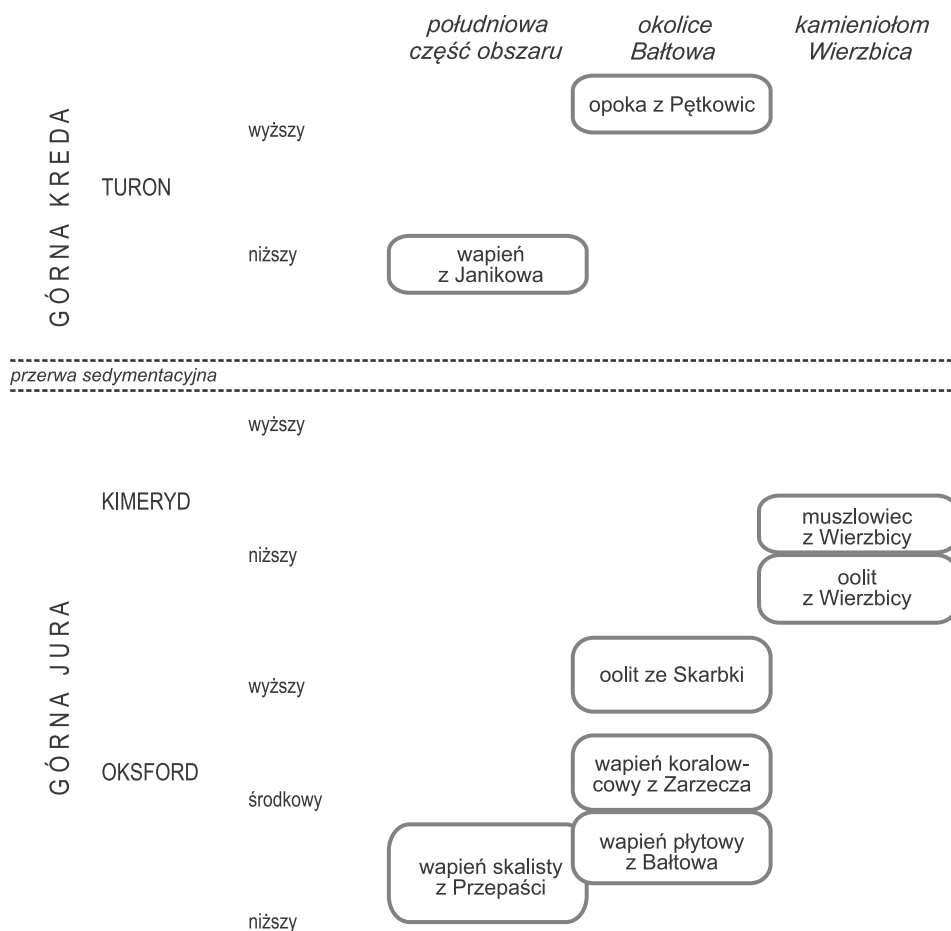 południowa
część obszaru
okolice
Bałtowa
kamieniołom
Wierzbica
GÓRNA KREDA
TURON
wyższy
opoka z Pętkowic
niższy
wapień
z Janikowa
przerwa sedymentacyjna
GÓRNA JURA
KIMERYD
wyższy
niższy
muszlowiec
z Wierzbicy
oolit
z Wierzbicy
OKSFORD
wyższy
oolit ze Skarbki
środkowy
wapień koralow-
cowy z Zarzecza
wapień płytowy
z Bałtowa
wapień skalisty
z Przepaści
niższy